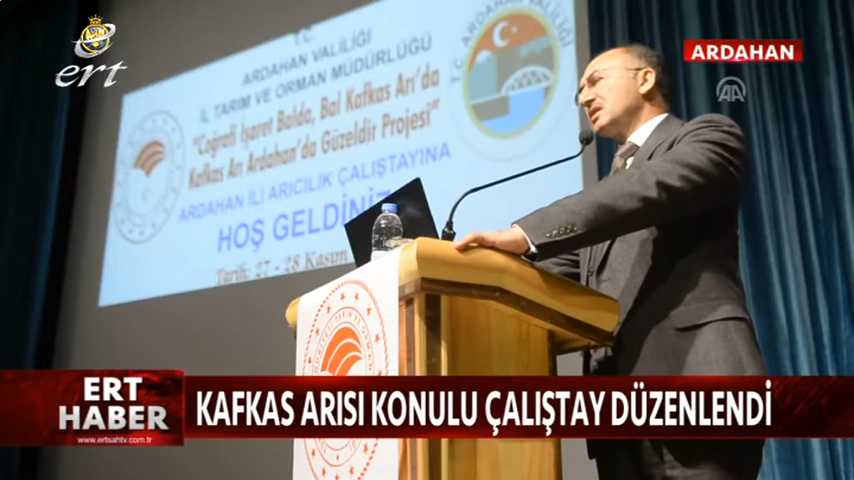 ert
ARDAHAN
AA
T.C.
ARDAHAN VALİLİĞİ
İL TARIM VE ORMAN MÜDÜRLÜĞÜ
"Coğrafi İşaret Balda, Bal Kafkas Arı'da
Kafkas Arı Ardahan'da Güzeldir Projesi"
ARDAHAN İLİ ARICILIK ÇALIŞTAYINA
HOŞ GELDİNİZ
Tarih: 27 - 28 Kasım
T.C. ARDAHAN VALİLİĞİ
ERT
HABER
www.ertsahtv.com.tr
KAFKAS ARISI KONULU ÇALIŞTAY DÜZENLENDİ